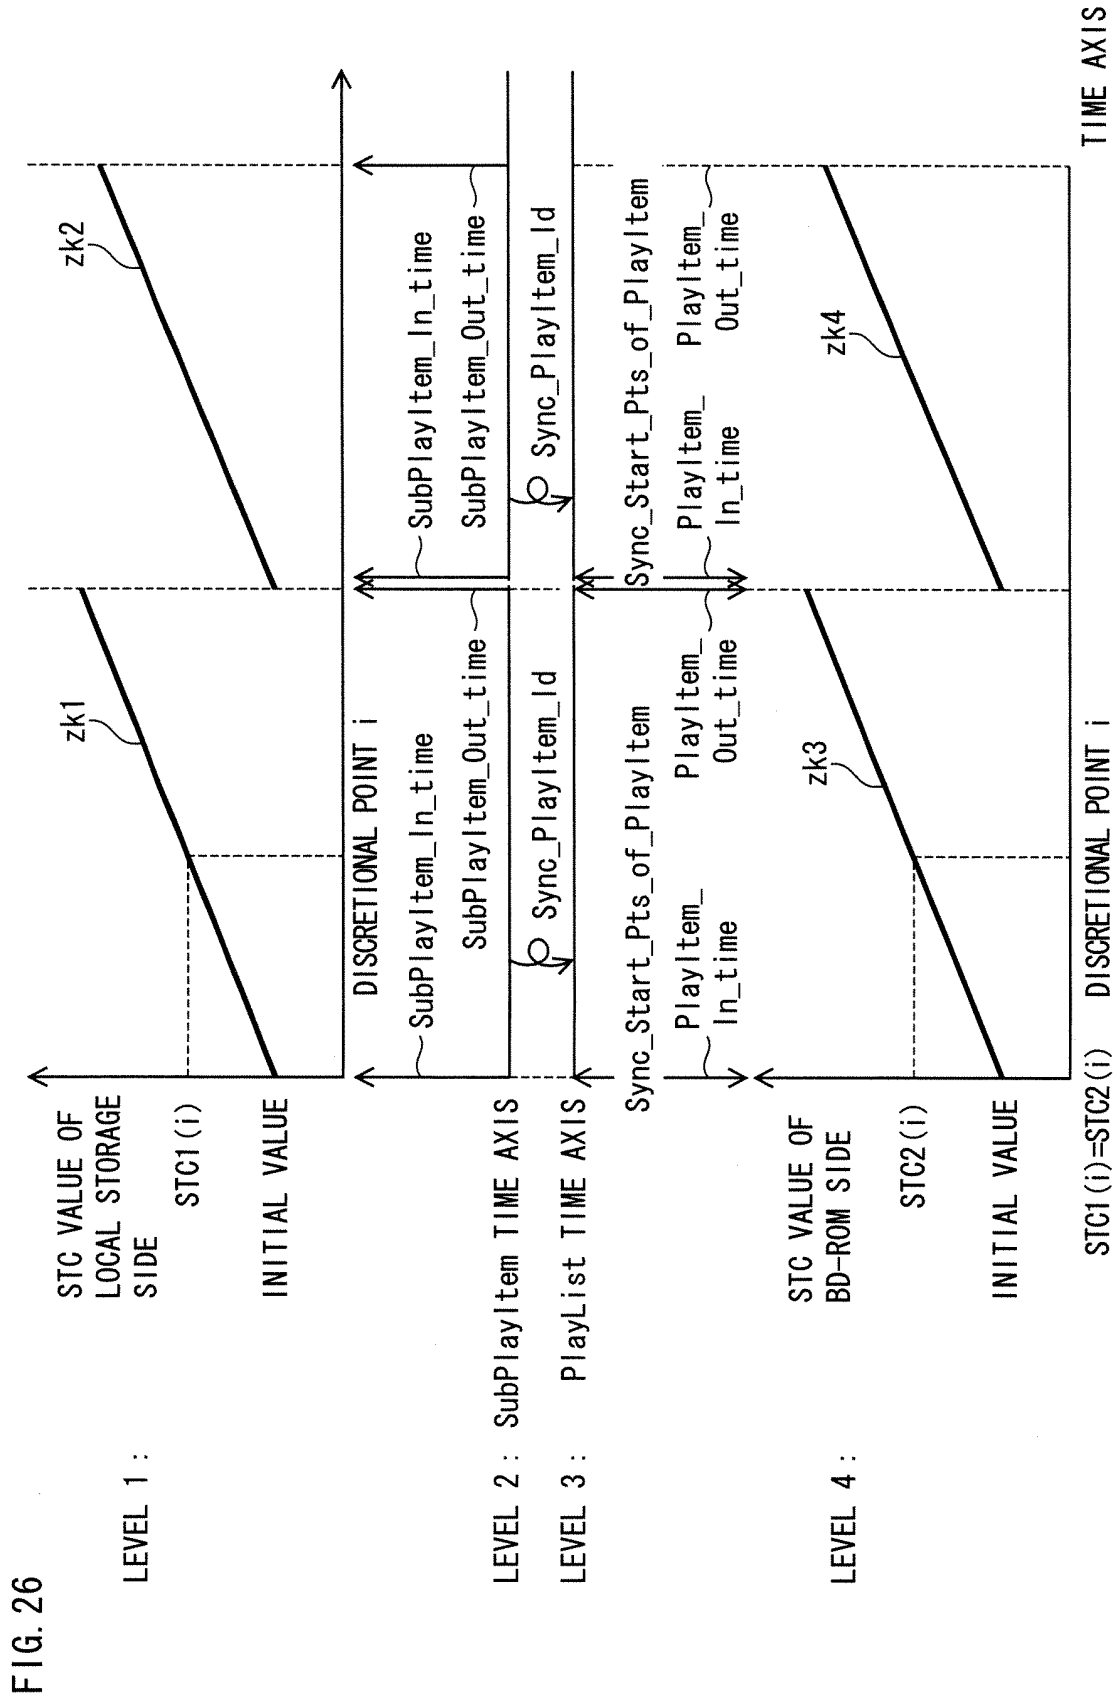 FIG. 26
LEVEL 1 :
STC VALUE OF
LOCAL STORAGE
SIDE
STC1(i)
INITIAL VALUE
zk1
zk2
DISCRETIONAL POINT i
SubPlayItem_In_time
SubPlayItem_Out_time
SubPlayItem_In_time
SubPlayItem_Out_time
LEVEL 2 : SubPlayItem TIME AXIS
Sync_PlayItem_Id
Sync_PlayItem_Id
LEVEL 3 : PlayList TIME AXIS
Sync_Start_Pts_of_PlayItem
Sync_Start_Pts_of_PlayItem
PlayItem_
In_time
PlayItem_
Out_time
PlayItem_
In_time
PlayItem_
Out_time
LEVEL 4 :
STC VALUE OF
BD-ROM SIDE
STC2(i)
INITIAL VALUE
zk3
zk4
STC1(i)=STC2(i)
DISCRETIONAL POINT i
TIME AXIS